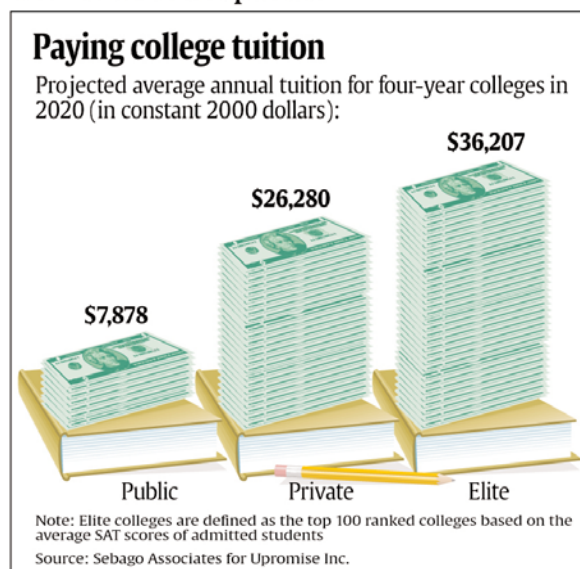 Paying college tuition
Projected average annual tuition for four-year colleges in
2020 (in constant 2000 dollars):
$36,207
$26,280
$7,878
Public
Private
Elite
Note: Elite colleges are defined as the top 100 ranked colleges based on the
average SAT scores of admitted students
Source: Sebago Associates for Upromise Inc.